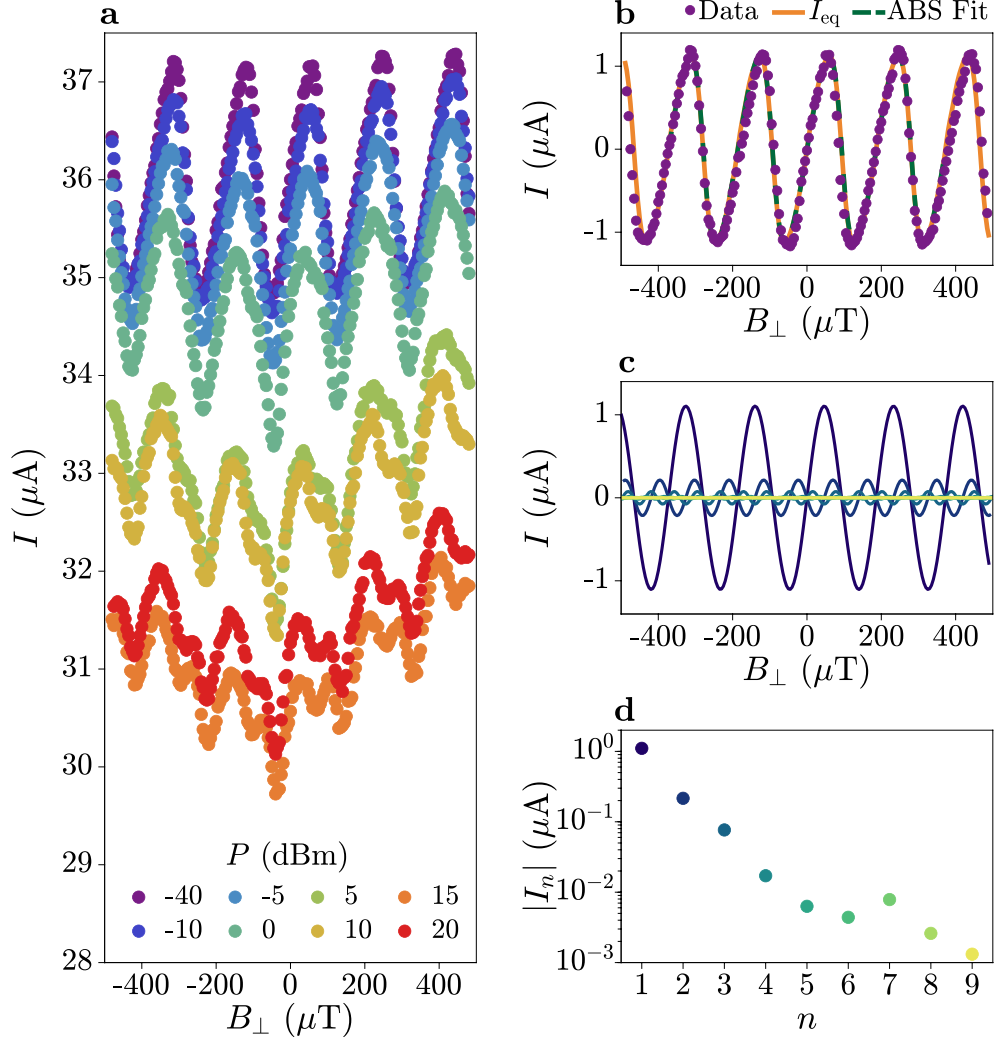 a
37
36
35
34
33
32
31
30
29
28
I (μA)
-400 -200 0 200 400
B⊥ (μT)
P (dBm)
-40 -5 5 15
-10 0 10 20
b
Data Ieq ABS Fit
1
0
-1
I (μA)
-400 -200 0 200 400
B⊥ (μT)
c
1
0
-1
I (μA)
-400 -200 0 200 400
B⊥ (μT)
d
10⁰
10⁻¹
10⁻²
10⁻³
|Iₙ| (μA)
1 2 3 4 5 6 7 8 9
n